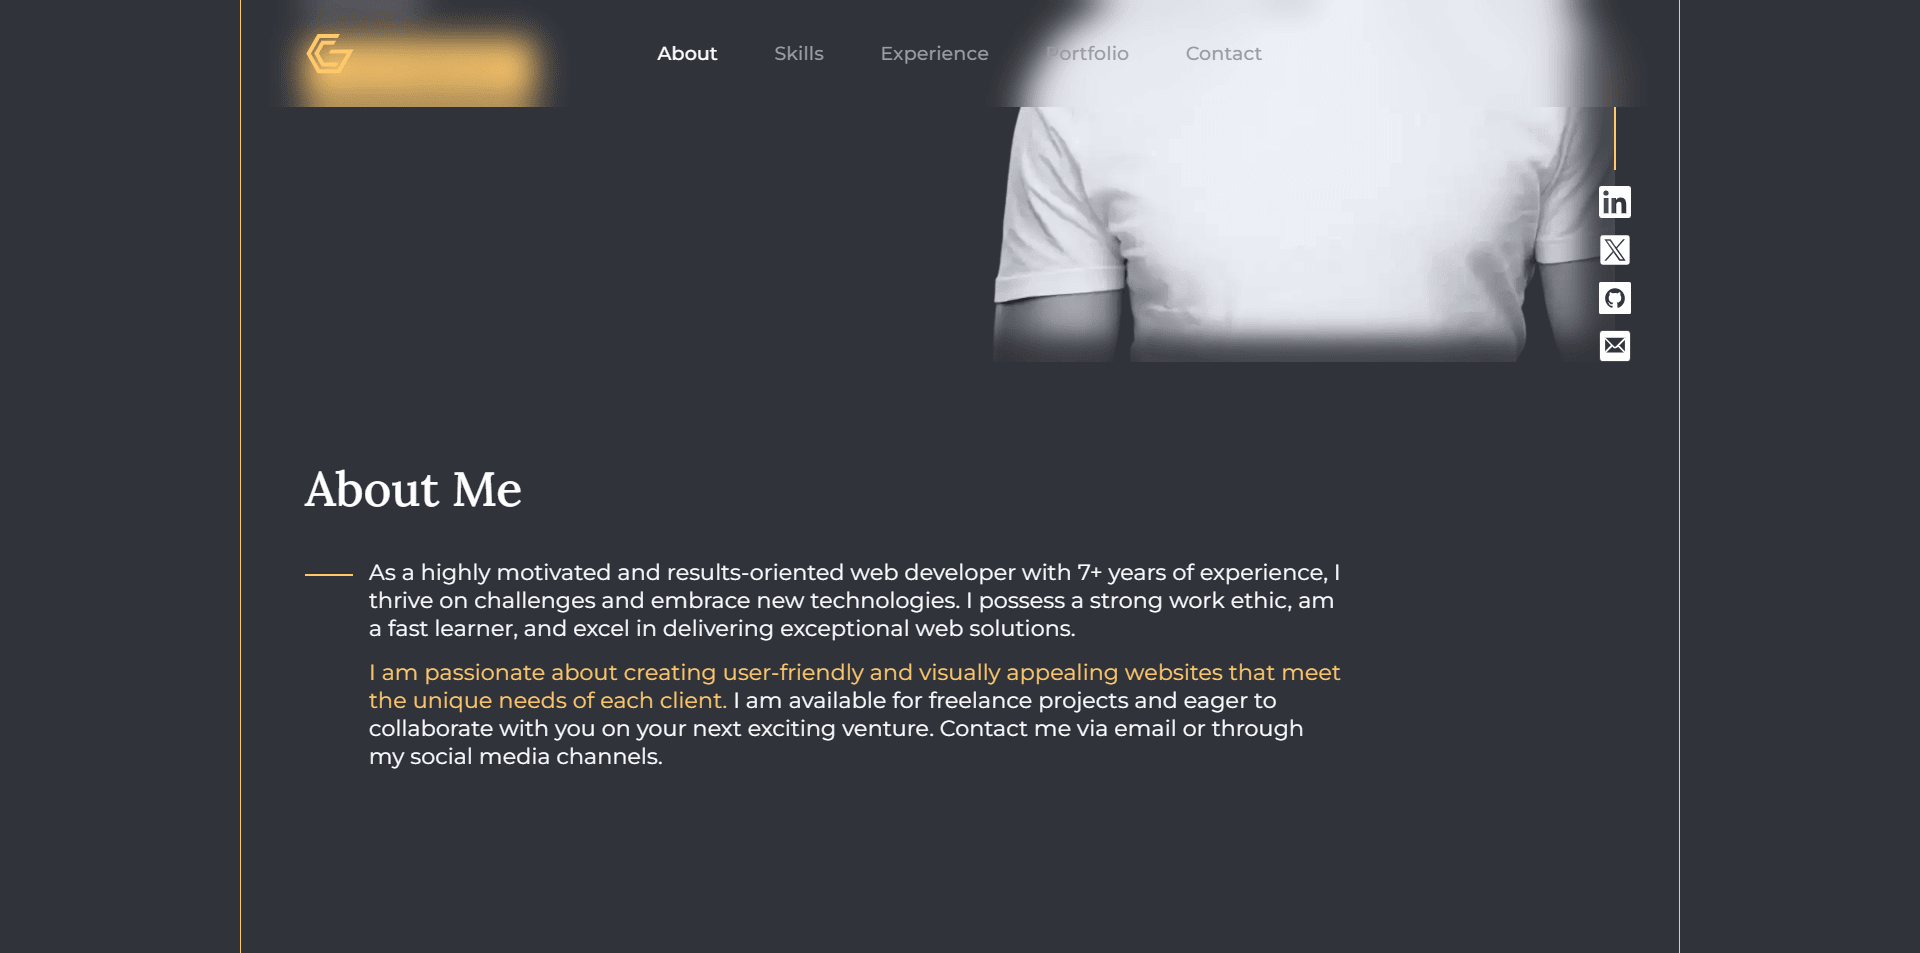 About
Skills
Experience
Portfolio
Contact
About Me
As a highly motivated and results-oriented web developer with 7+ years of experience, I
thrive on challenges and embrace new technologies. I possess a strong work ethic, am
a fast learner, and excel in delivering exceptional web solutions.
I am passionate about creating user-friendly and visually appealing websites that meet
the unique needs of each client. I am available for freelance projects and eager to
collaborate with you on your next exciting venture. Contact me via email or through
my social media channels.